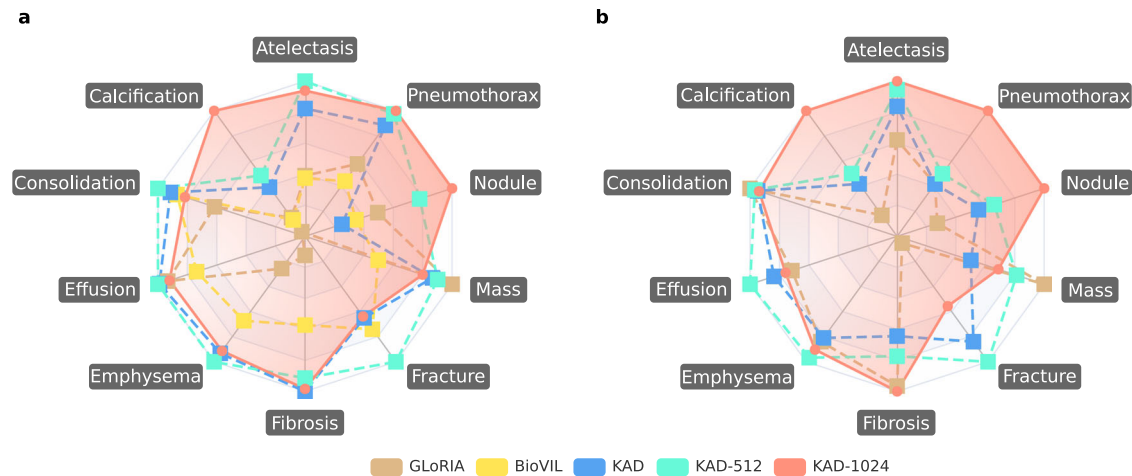 a
b
Atelectasis
Atelectasis
Calcification
Pneumothorax
Calcification
Pneumothorax
Consolidation
Nodule
Consolidation
Nodule
Effusion
Mass
Effusion
Mass
Emphysema
Fracture
Emphysema
Fracture
Fibrosis
Fibrosis
GLoRIA
BioVIL
KAD
KAD-512
KAD-1024